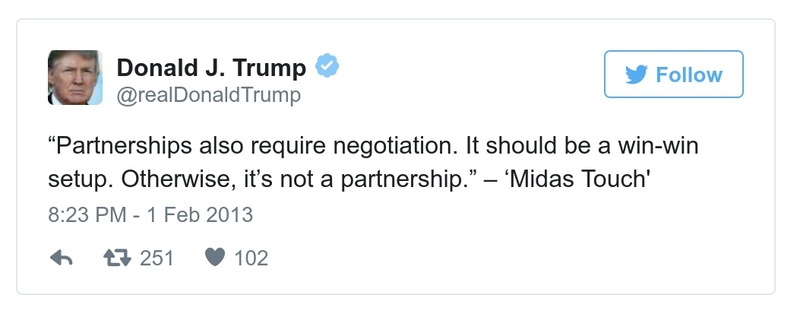 Donald J. Trump
@realDonaldTrump
Follow
“Partnerships also require negotiation. It should be a win-win
setup. Otherwise, it’s not a partnership.” – ‘Midas Touch'
8:23 PM - 1 Feb 2013
251 102